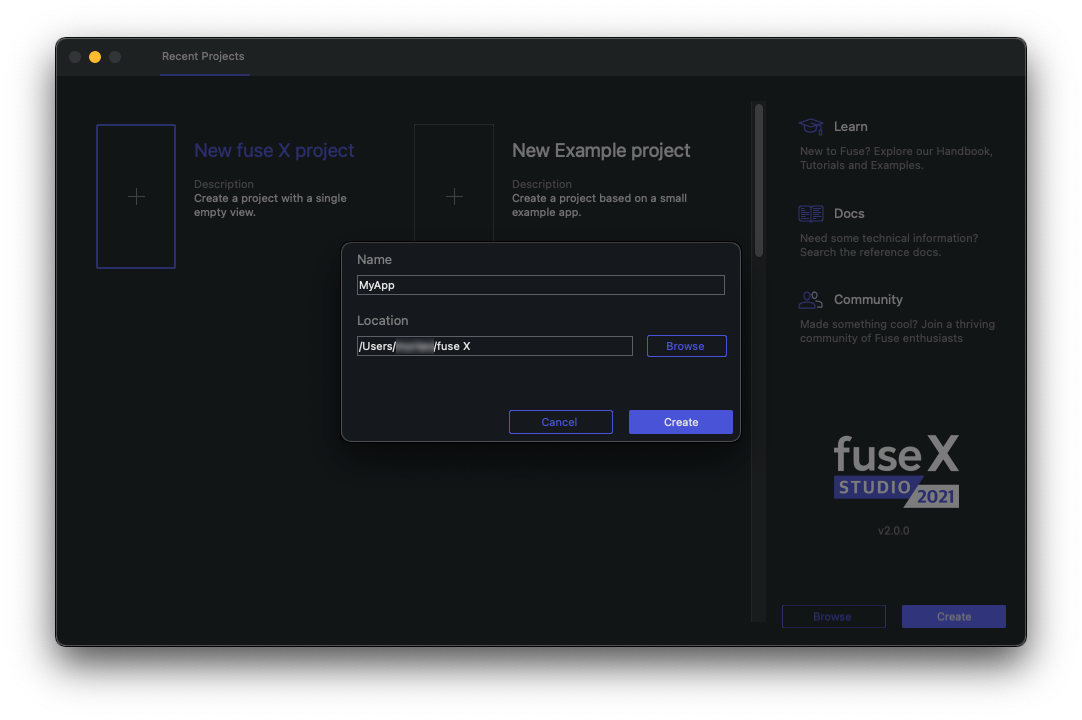 Recent Projects
New fuse X project
Description
Create a project with a single
empty view.
New Example project
Description
Create a project based on a small
example app.
Name
MyApp
Location
/Users/ /fuse X
Browse
Cancel
Create
Learn
New to Fuse? Explore our Handbook,
Tutorials and Examples.
Docs
Need some technical information?
Search the reference docs.
Community
Made something cool? Join a thriving
community of Fuse enthusiasts
fuse X
STUDIO 2021
v2.0.0
Browse
Create